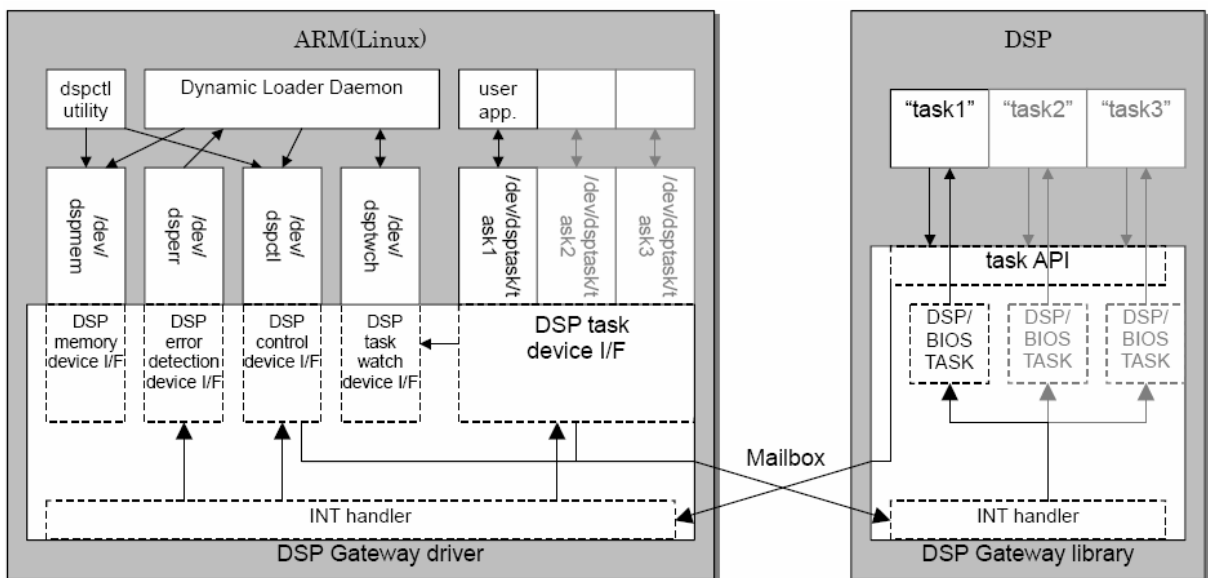 ARM(Linux)
DSP
dspctl
utility
Dynamic Loader Daemon
user
app.
"task1"
"task2"
"task3"
/dev/
dspmem
/dev/
dsperr
/dev/
dspctl
/dev/
dsptwch
/dev/dsptask/t
ask1
/dev/dsptask/t
ask2
/dev/dsptask/t
ask3
task API
DSP
memory
device I/F
DSP
error
detection
device I/F
DSP
control
device I/F
DSP
task
watch
device I/F
DSP task
device I/F
DSP/
BIOS
TASK
DSP/
BIOS
TASK
DSP/
BIOS
TASK
Mailbox
INT handler
INT handler
DSP Gateway driver
DSP Gateway library